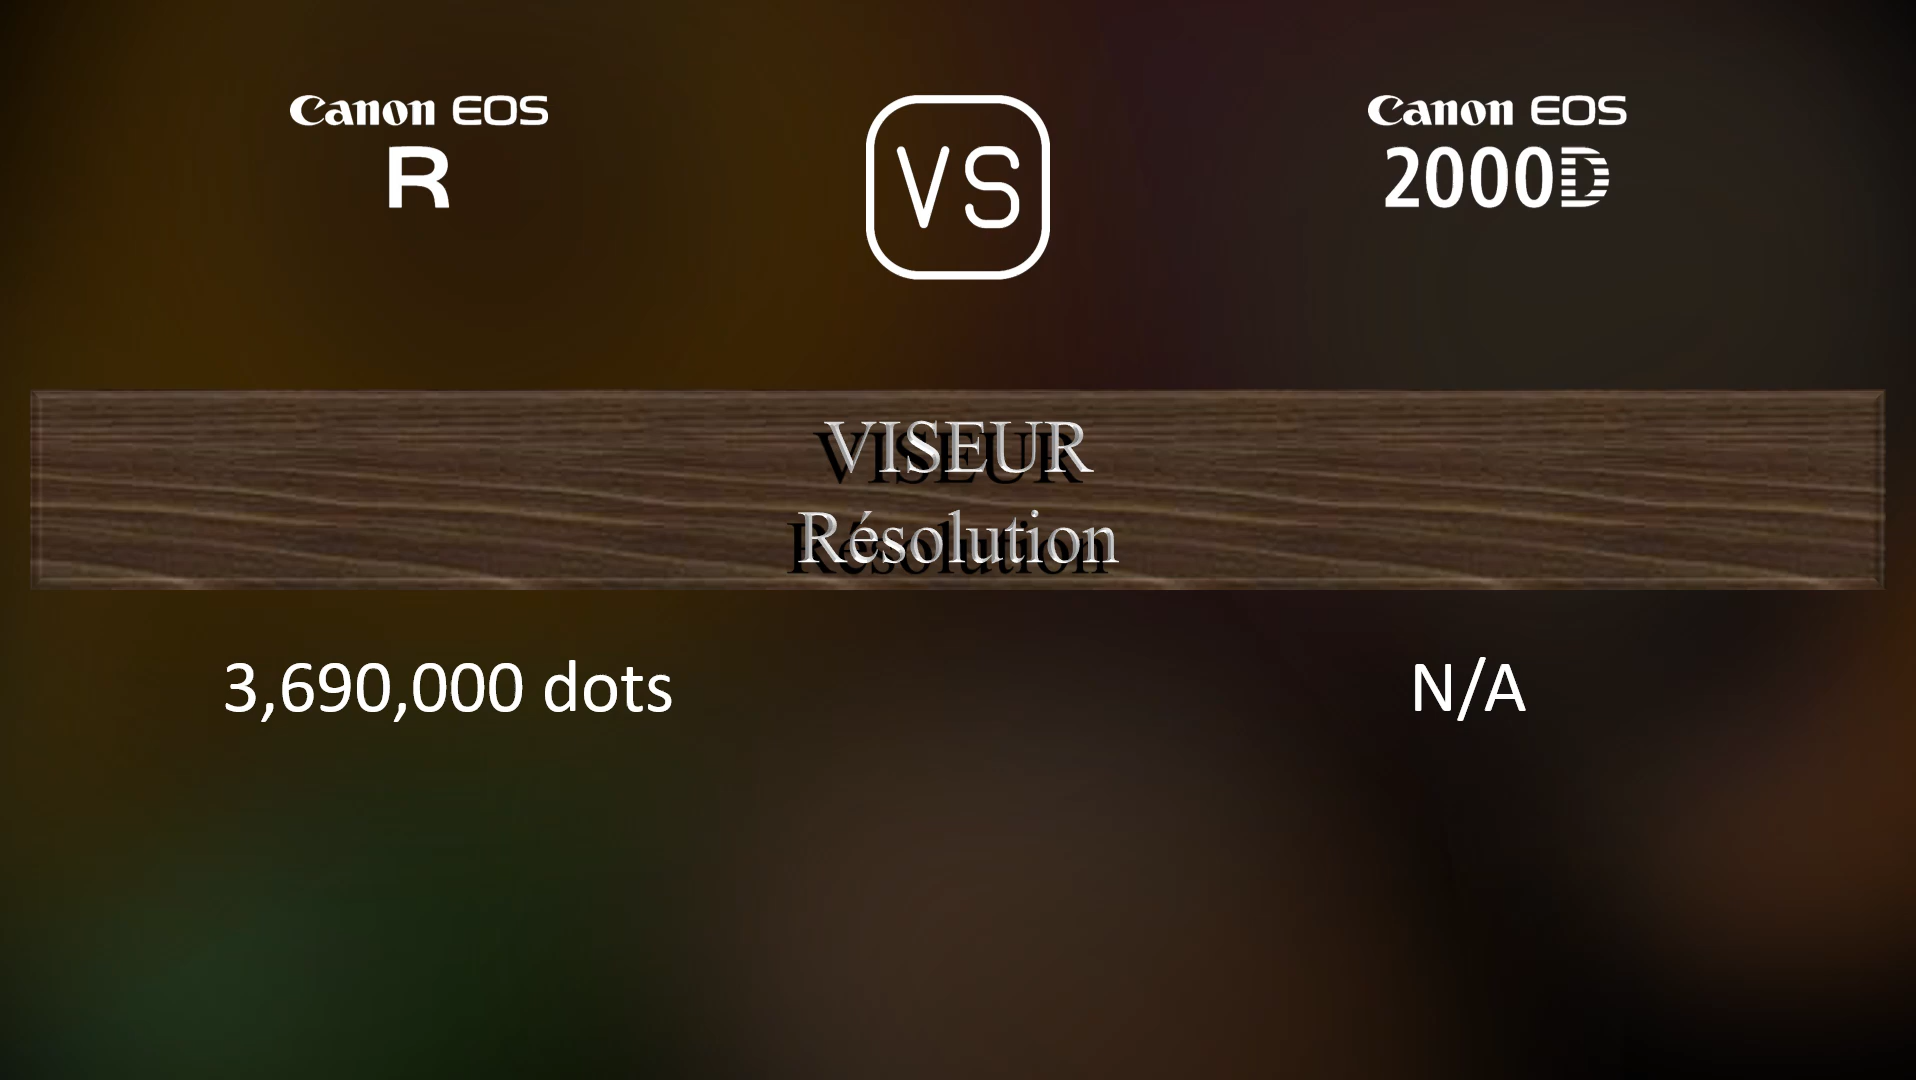 Canon EOS
R
VS
Canon EOS
2000D
VISEUR
Résolution
3,690,000 dots
N/A